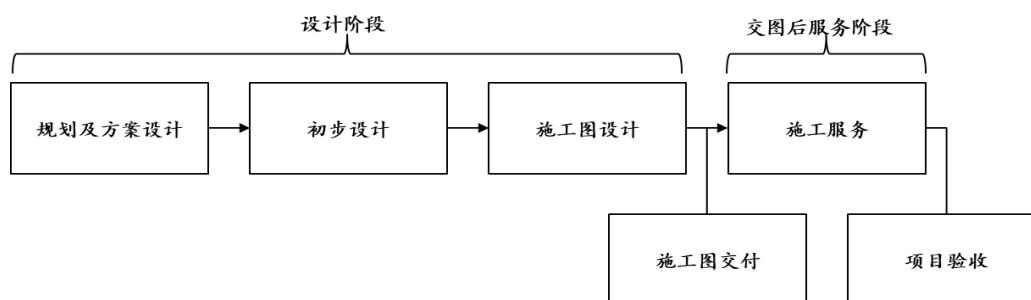 设计阶段
交图后服务阶段
规划及方案设计
初步设计
施工图设计
施工服务
施工图交付
项目验收